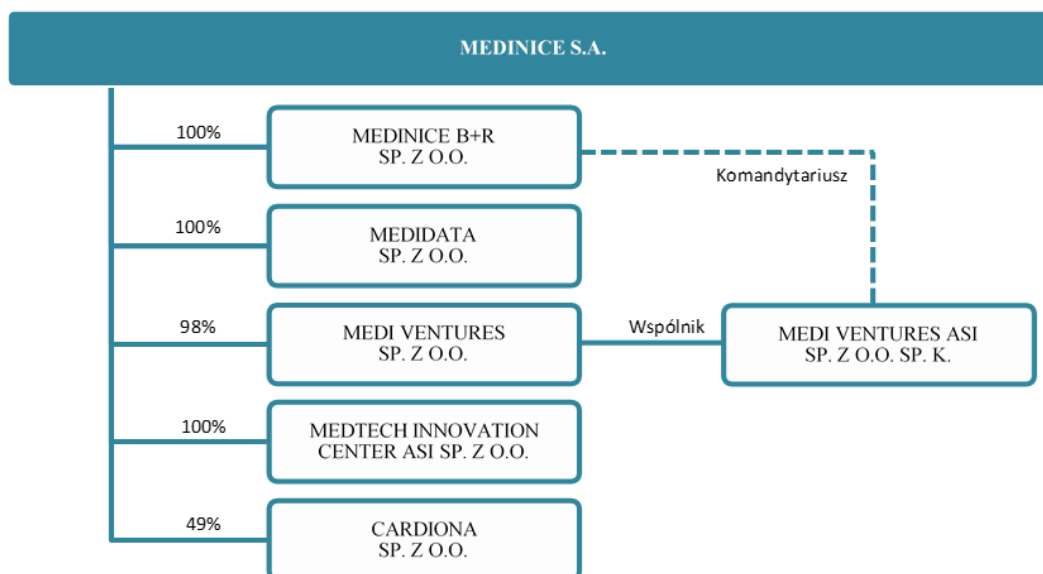 MEDINICE S.A.
100%
MEDINICE B+R
SP. Z O.O.
Komandytariusz
100%
MEDIDATA
SP. Z O.O.
98%
MEDI VENTURES
SP. Z O.O.
Wspólnik
MEDI VENTURES ASI
SP. Z O.O. SP. K.
100%
MEDTECH INNOVATION
CENTER ASI SP. Z O.O.
49%
CARDIONA
SP. Z O.O.